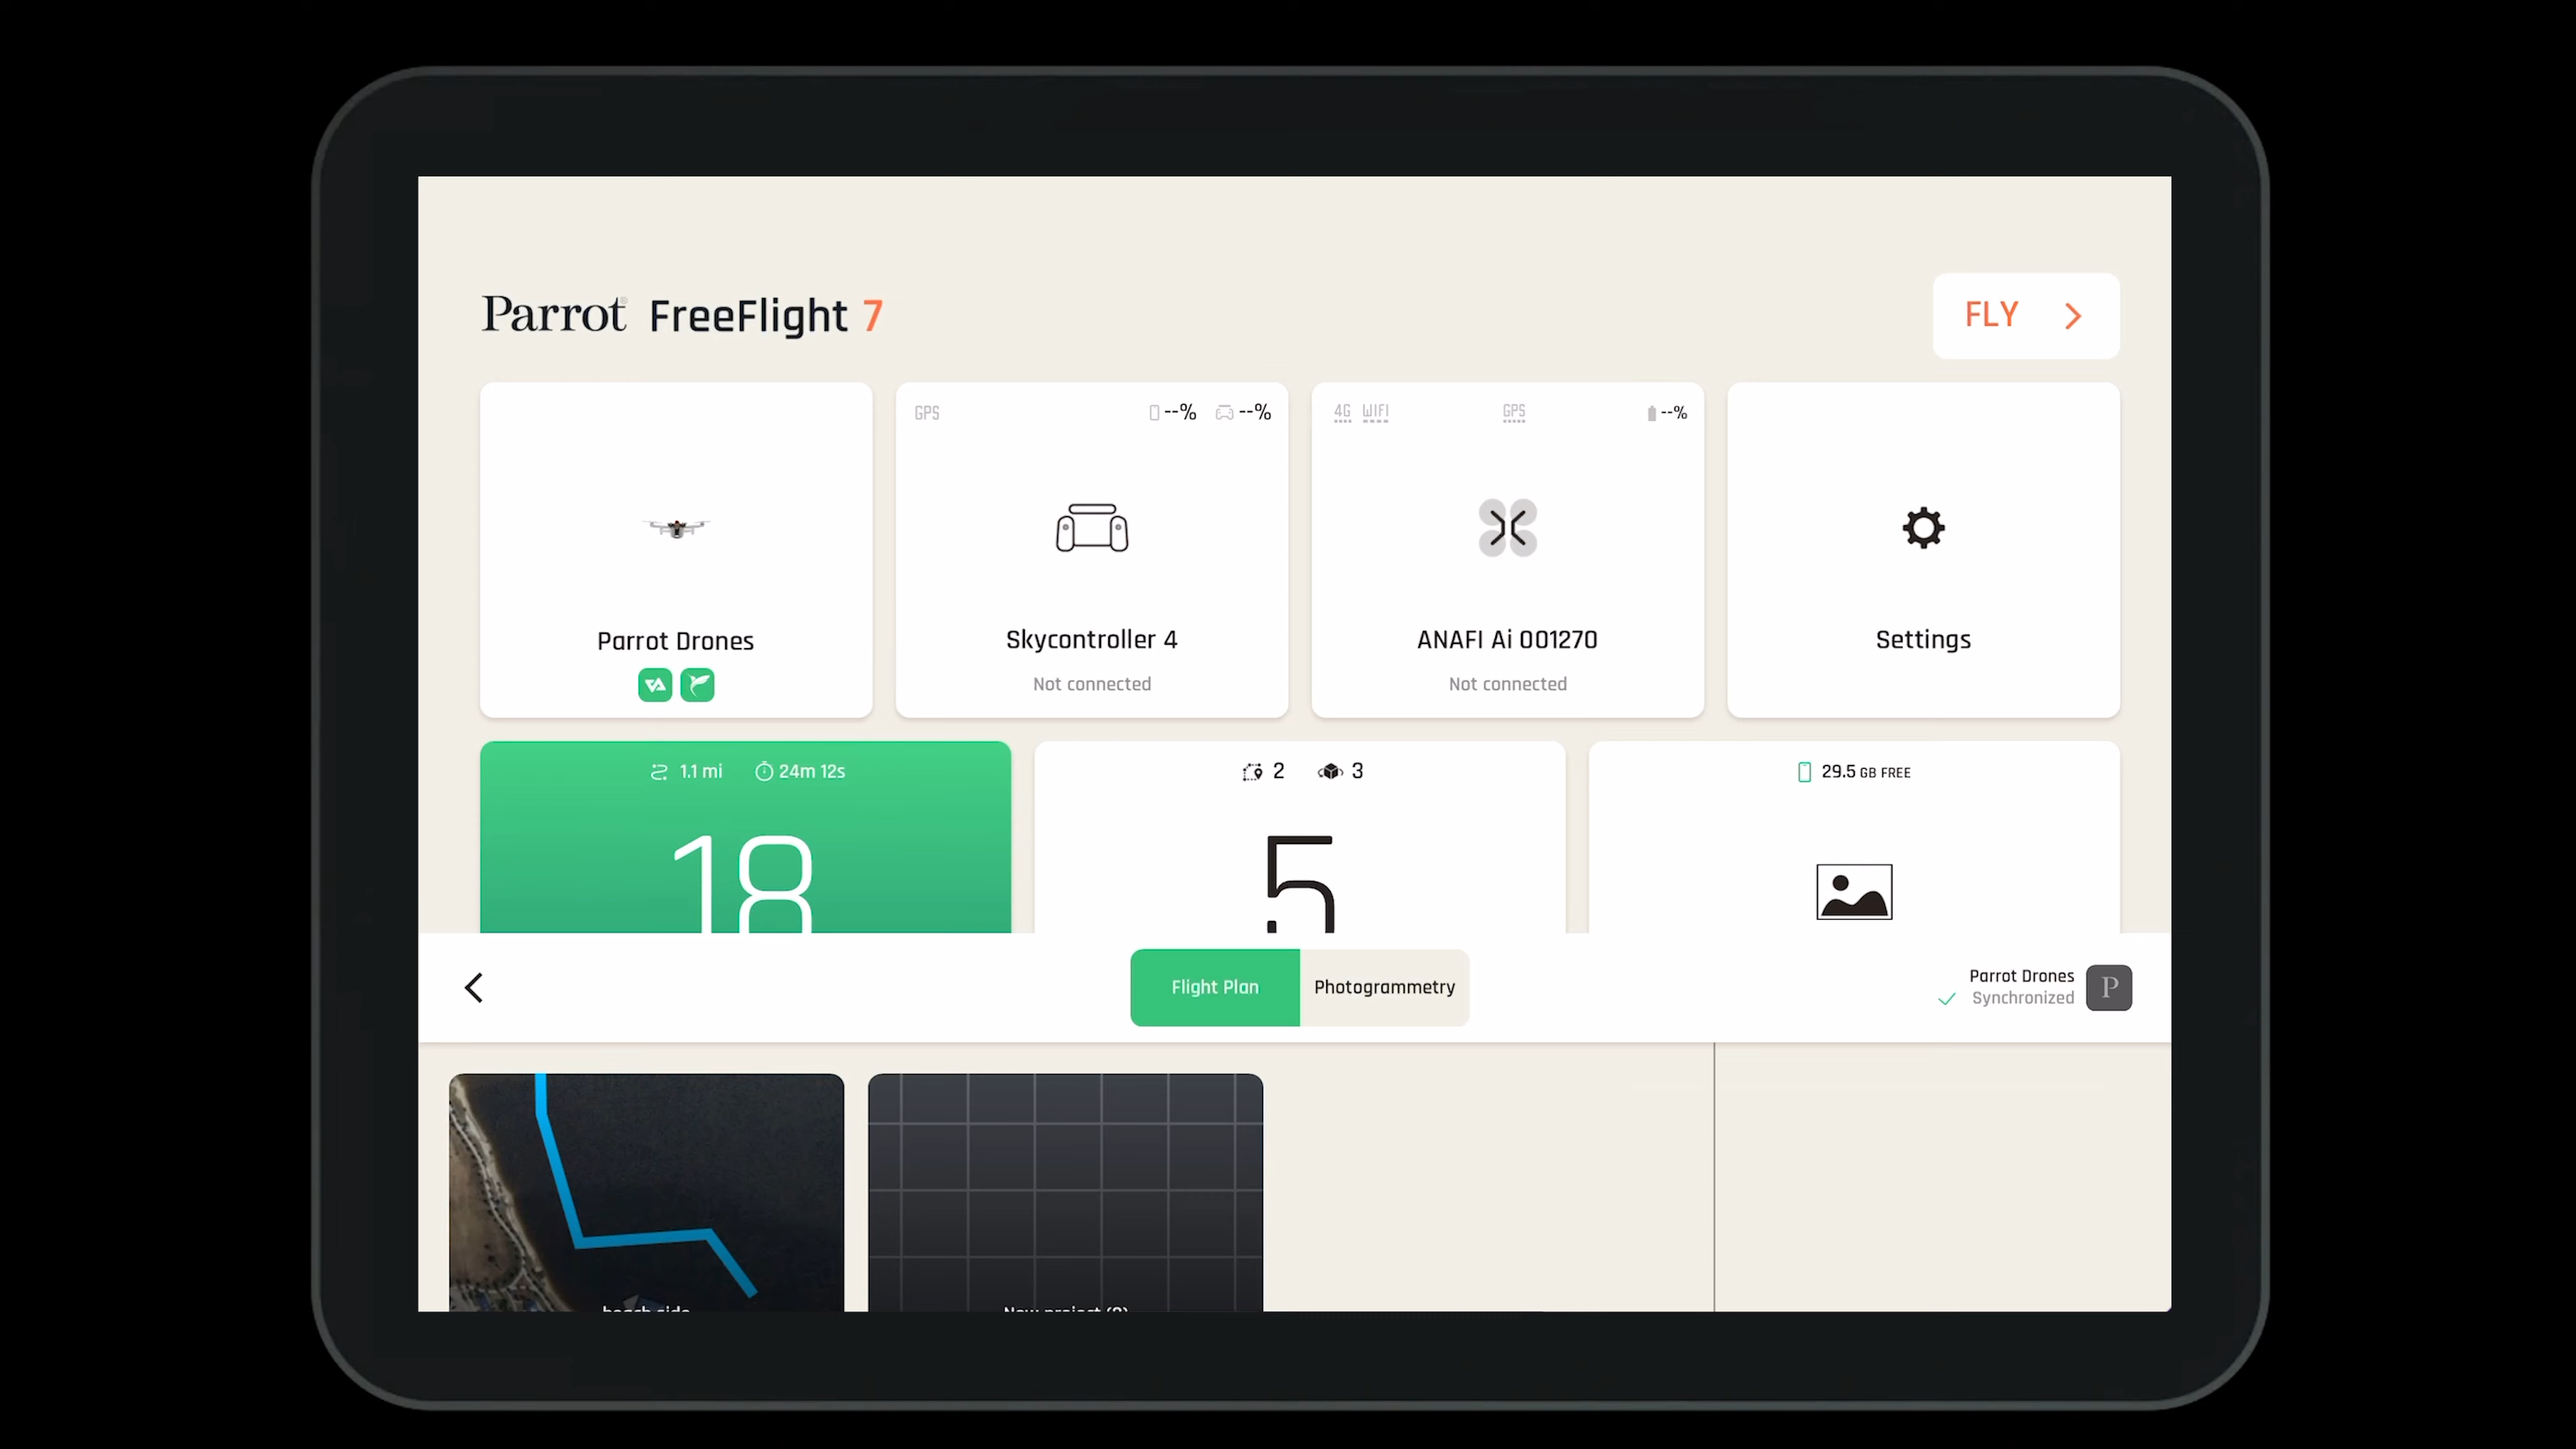 Parrot FreeFlight 7
FLY
GPS --% --%
4G WIFI GPS --%
Parrot Drones
Skycontroller 4
Not connected
ANAFI Ai 001270
Not connected
Settings
1.1 mi 24m 12s
18
2 3
5
29.5 GB FREE
Flight Plan
Photogrammetry
Parrot Drones
Synchronized
P